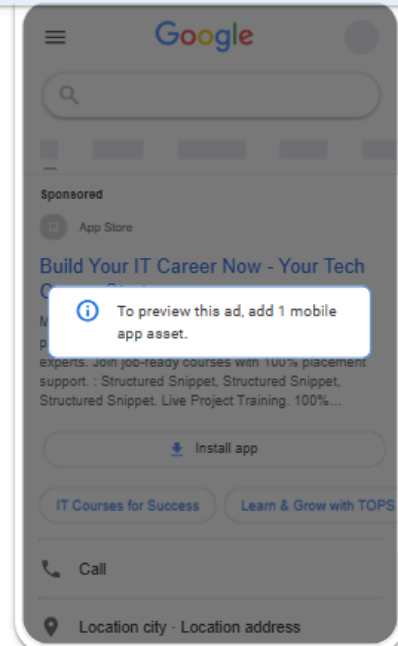 Google
Sponsored
App Store
Build Your IT Career Now - Your Tech
To preview this ad, add 1 mobile
app asset.
experts. Join job-ready courses with 100% placement
support. : Structured Snippet, Structured Snippet,
Structured Snippet. Live Project Training. 100%...
Install app
IT Courses for Success
Learn & Grow with TOPS
Call
Location city · Location address